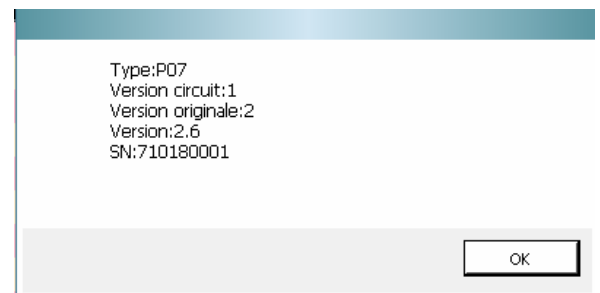 Type:P07
Version circuit:1
Version originale:2
Version:2.6
SN:710180001
OK